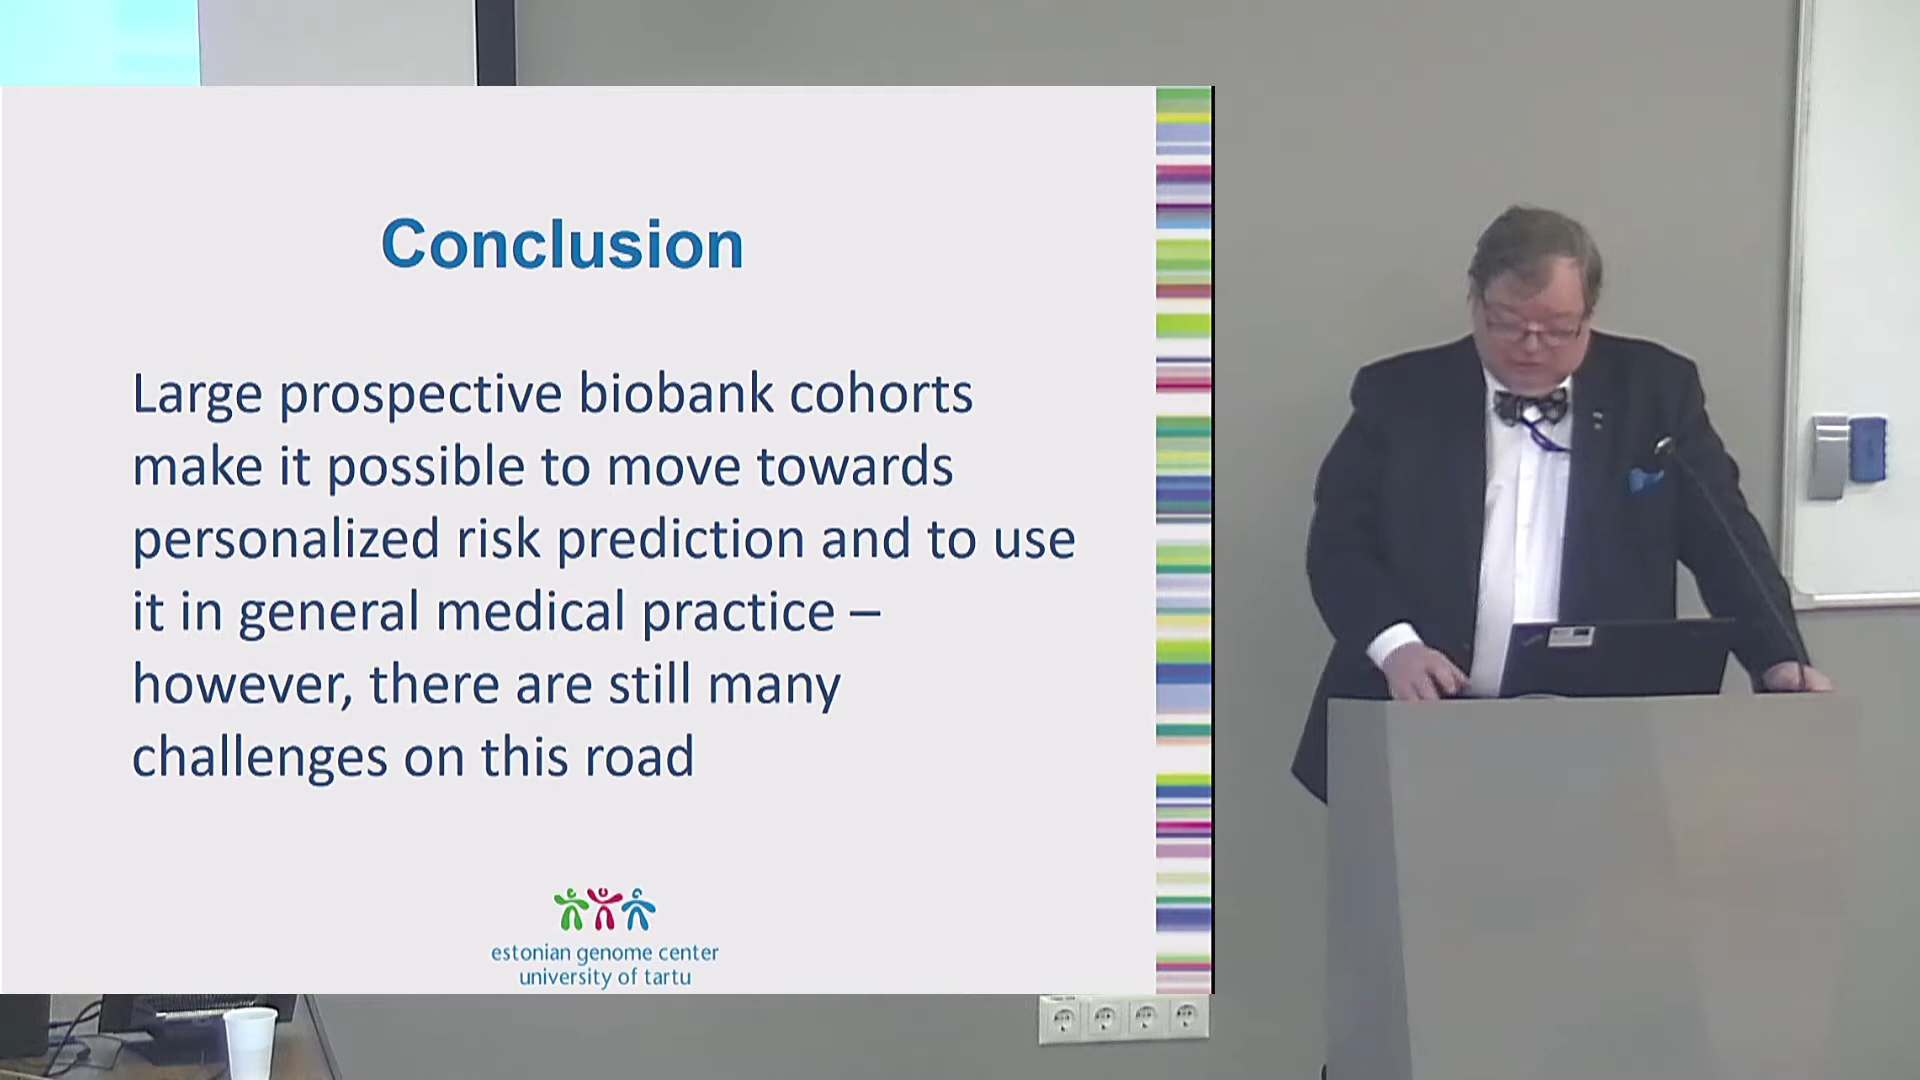 Conclusion
Large prospective biobank cohorts
make it possible to move towards
personalized risk prediction and to use
it in general medical practice –
however, there are still many
challenges on this road
estonian genome center
university of tartu